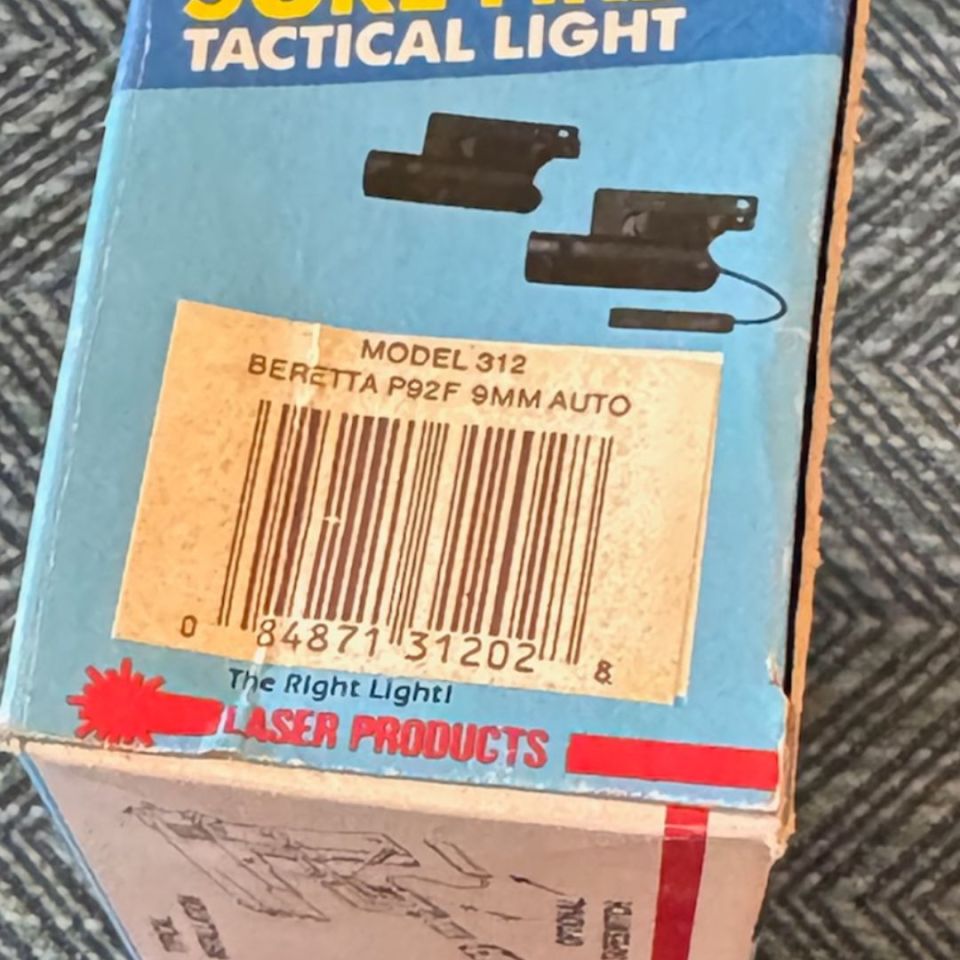 TACTICAL LIGHT
MODEL 312
BERETTA P92F 9MM AUTO
0 84871 31202 8
The Right Light!
LASER PRODUCTS